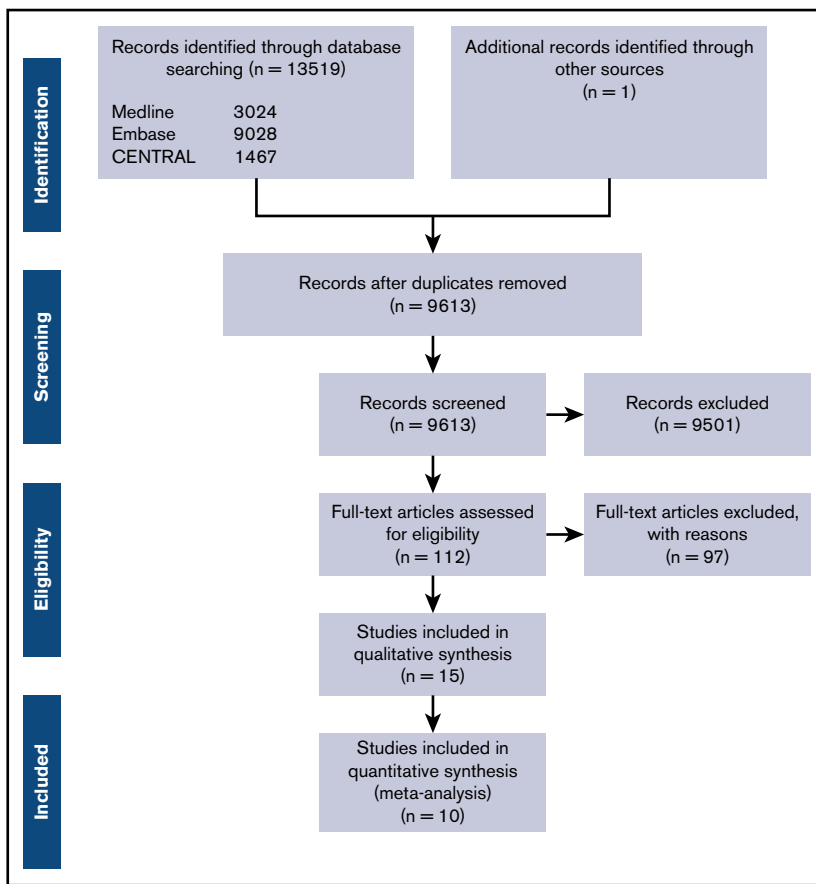 Identification
Records identified through database
searching (n = 13519)
Medline 3024
Embase 9028
CENTRAL 1467
Additional records identified through
other sources
(n = 1)
Screening
Records after duplicates removed
(n = 9613)
Records screened
(n = 9613)
Records excluded
(n = 9501)
Eligibility
Full-text articles assessed
for eligibility
(n = 112)
Full-text articles excluded,
with reasons
(n = 97)
Studies included in
qualitative synthesis
(n = 15)
Included
Studies included in
quantitative synthesis
(meta-analysis)
(n = 10)